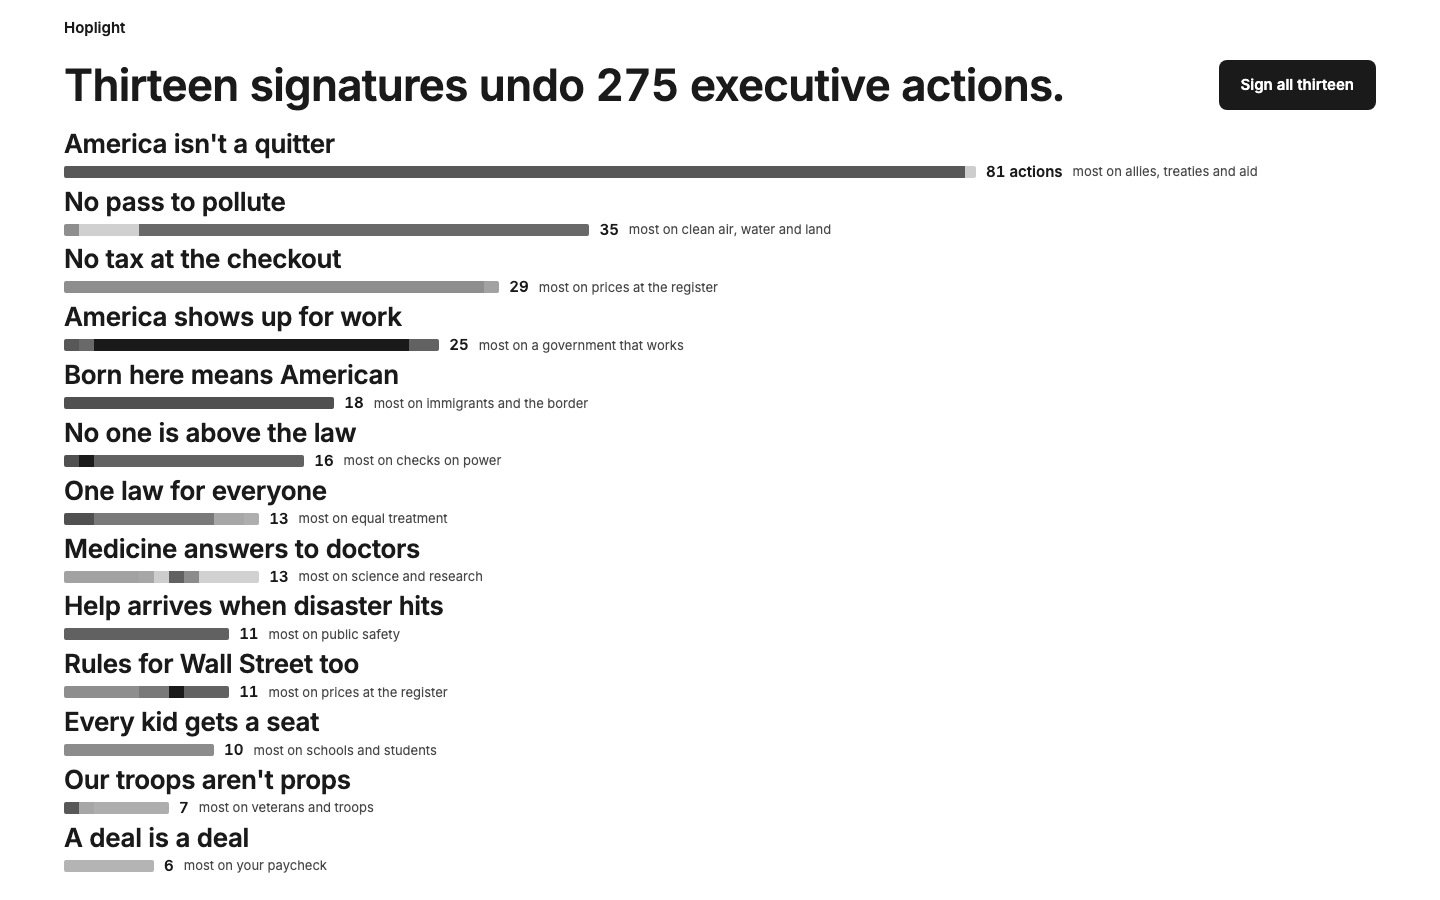 Hoplight
Thirteen signatures undo 275 executive actions.
Sign all thirteen
America isn't a quitter
81 actions most on allies, treaties and aid
No pass to pollute
35 most on clean air, water and land
No tax at the checkout
29 most on prices at the register
America shows up for work
25 most on a government that works
Born here means American
18 most on immigrants and the border
No one is above the law
16 most on checks on power
One law for everyone
13 most on equal treatment
Medicine answers to doctors
13 most on science and research
Help arrives when disaster hits
11 most on public safety
Rules for Wall Street too
11 most on prices at the register
Every kid gets a seat
10 most on schools and students
Our troops aren't props
7 most on veterans and troops
A deal is a deal
6 most on your paycheck